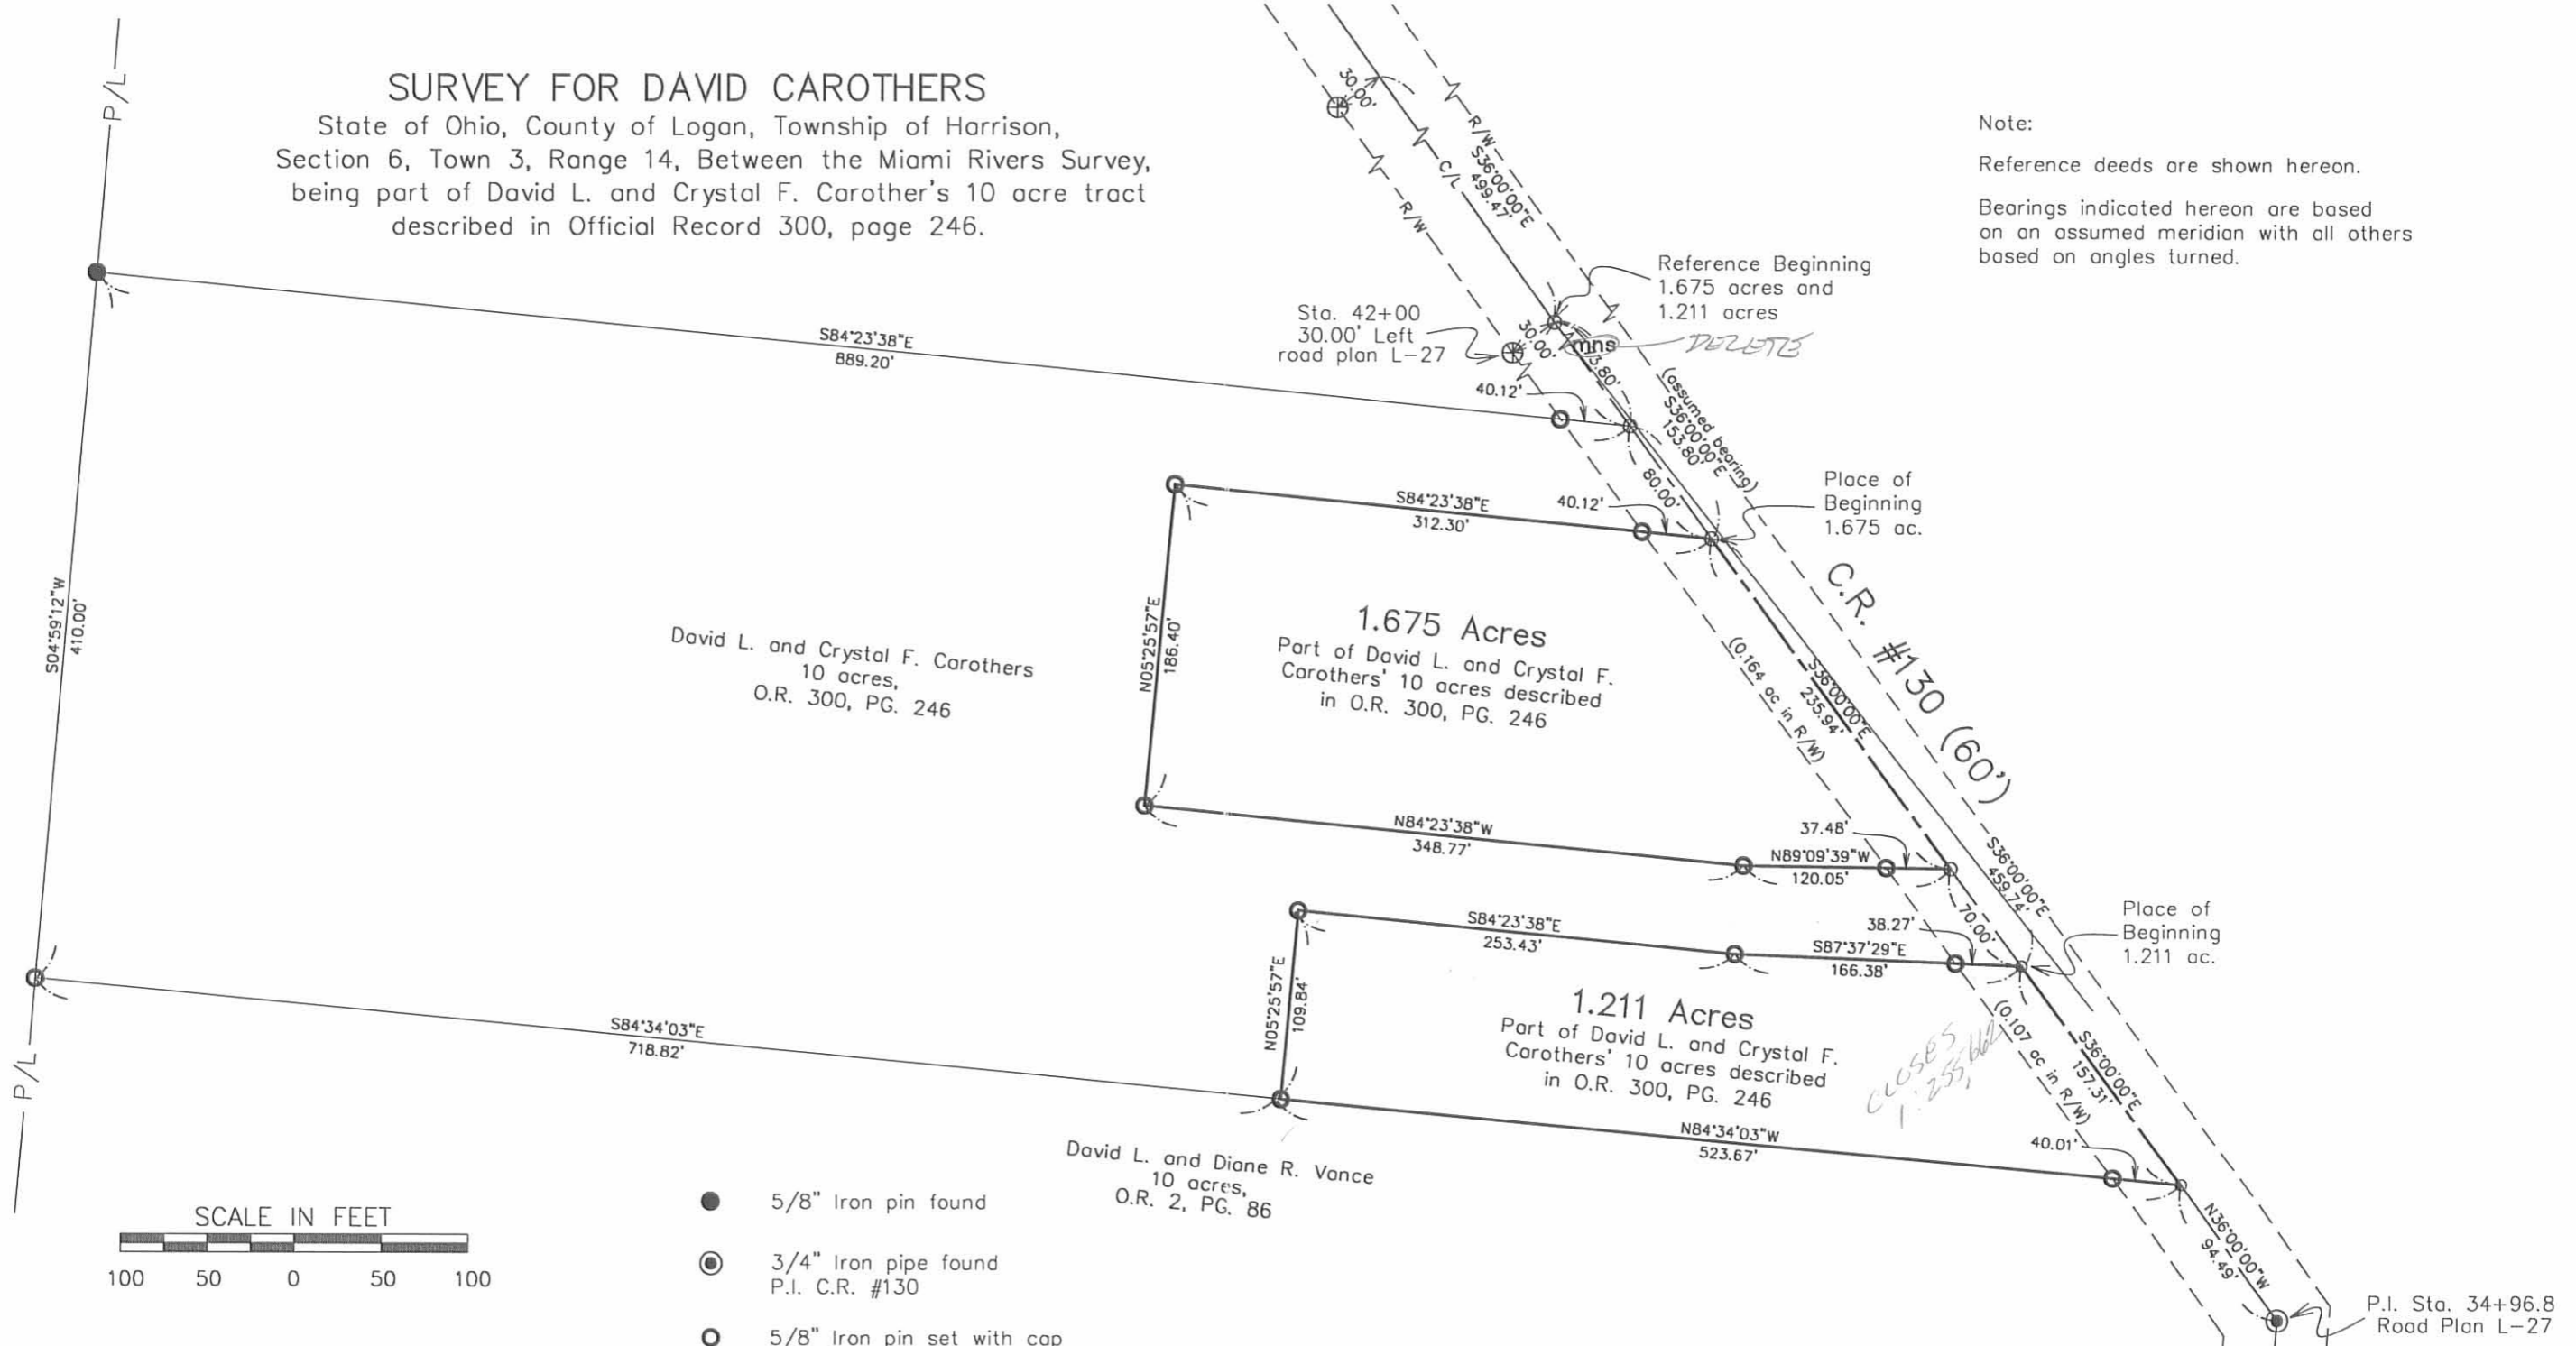 SURVEY FOR DAVID CAROTHERS
State of Ohio, County of Logan, Township of Harrison,
Section 6, Town 3, Range 14, Between the Miami Rivers Survey,
being part of David L. and Crystal F. Carother's 10 acre tract
described in Official Record 300, page 246.
Note:
Reference deeds are shown hereon.
Bearings indicated hereon are based
on an assumed meridian with all others
based on angles turned.
P/L
30.00'
R/W
S36°00'00"E
499.47'
C/L
R/W
Reference Beginning
1.675 acres and
1.211 acres
Sta. 42+00
30.00' Left
road plan L-27
30.00'
mns
DELETE
3.80'
40.12'
(assumed bearing)
S36°00'00"E
153.80'
S84°23'38"E
889.20'
80.00'
Place of
Beginning
1.675 ac.
S84°23'38"E
312.30'
40.12'
C.R. #130 (60')
S04°59'12"W
410.00'
David L. and Crystal F. Carothers
10 acres,
O.R. 300, PG. 246
N05°25'57"E
186.40'
1.675 Acres
Part of David L. and Crystal F.
Carothers' 10 acres described
in O.R. 300, PG. 246
(0.164 ac in R/W)
S36°00'00"E
235.94'
N84°23'38"W
348.77'
37.48'
N89°09'39"W
120.05'
S36°00'00"E
459.74'
70.00'
Place of
Beginning
1.211 ac.
S84°23'38"E
253.43'
38.27'
S87°37'29"E
166.38'
N05°25'57"E
109.84'
1.211 Acres
Part of David L. and Crystal F.
Carothers' 10 acres described
in O.R. 300, PG. 246
CLOSES
(0.107 ac in R/W)
S36°00'00"E
157.31'
S84°34'03"E
718.82'
P/L
N84°34'03"W
523.67'
40.01'
David L. and Diane R. Vance
10 acres,
O.R. 2, PG. 86
N36°00'00"W
94.49'
P.I. Sta. 34+96.8
Road Plan L-27
SCALE IN FEET
100 50 0 50 100
5/8" Iron pin found
3/4" Iron pipe found
P.I. C.R. #130
5/8" Iron pin set with cap